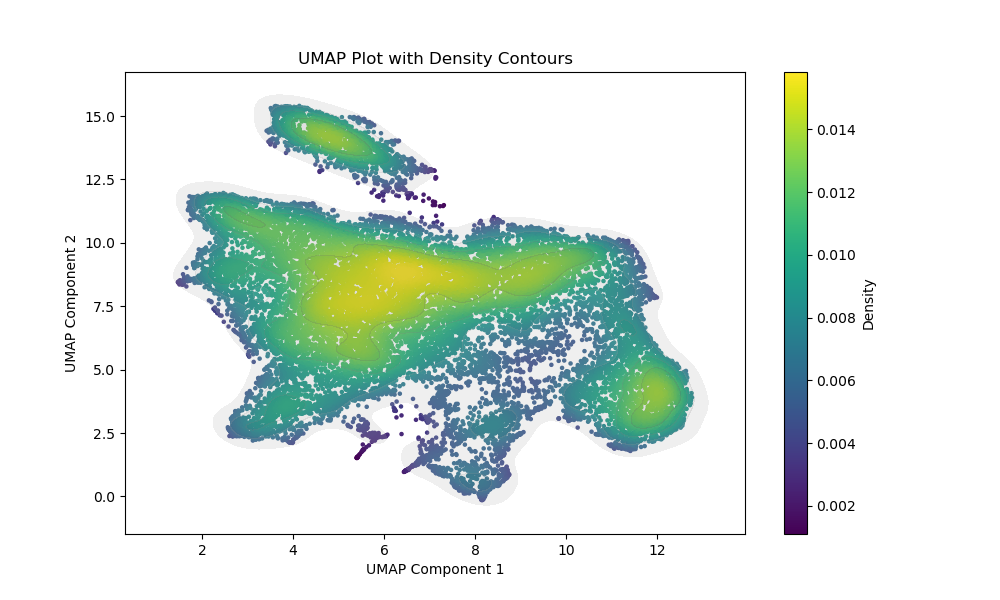 UMAP Plot with Density Contours
15.0
12.5
10.0
7.5
5.0
2.5
0.0
UMAP Component 2
2 4 6 8 10 12
UMAP Component 1
0.014
0.012
0.010
0.008
0.006
0.004
0.002
Density